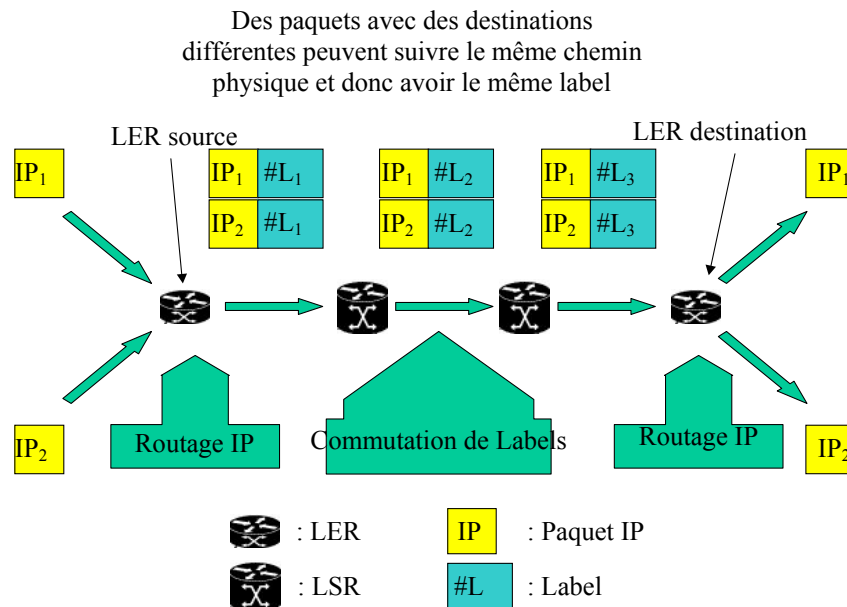 Des paquets avec des destinations
différentes peuvent suivre le même chemin
physique et donc avoir le même label
LER source
LER destination
IP₁
IP₁ #L₁
IP₁ #L₂
IP₁ #L₃
IP₁
IP₂ #L₁
IP₂ #L₂
IP₂ #L₃
Routage IP
Commutation de Labels
Routage IP
IP₂
IP₂
: LER
IP : Paquet IP
: LSR
#L : Label